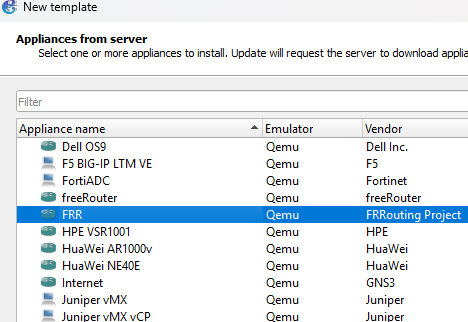 New template
Appliances from server
Select one or more appliances to install. Update will request the server to download applia
Filter
Appliance name Emulator Vendor
Dell OS9 Qemu Dell Inc.
F5 BIG-IP LTM VE Qemu F5
FortiADC Qemu Fortinet
freeRouter Qemu freeRouter
FRR Qemu FRRouting Project
HPE VSR1001 Qemu HPE
HuaWei AR1000v Qemu HuaWei
HuaWei NE40E Qemu HuaWei
Internet Qemu GNS3
Juniper vMX Qemu Juniper
Juniper vMX vCP Qemu Juniper